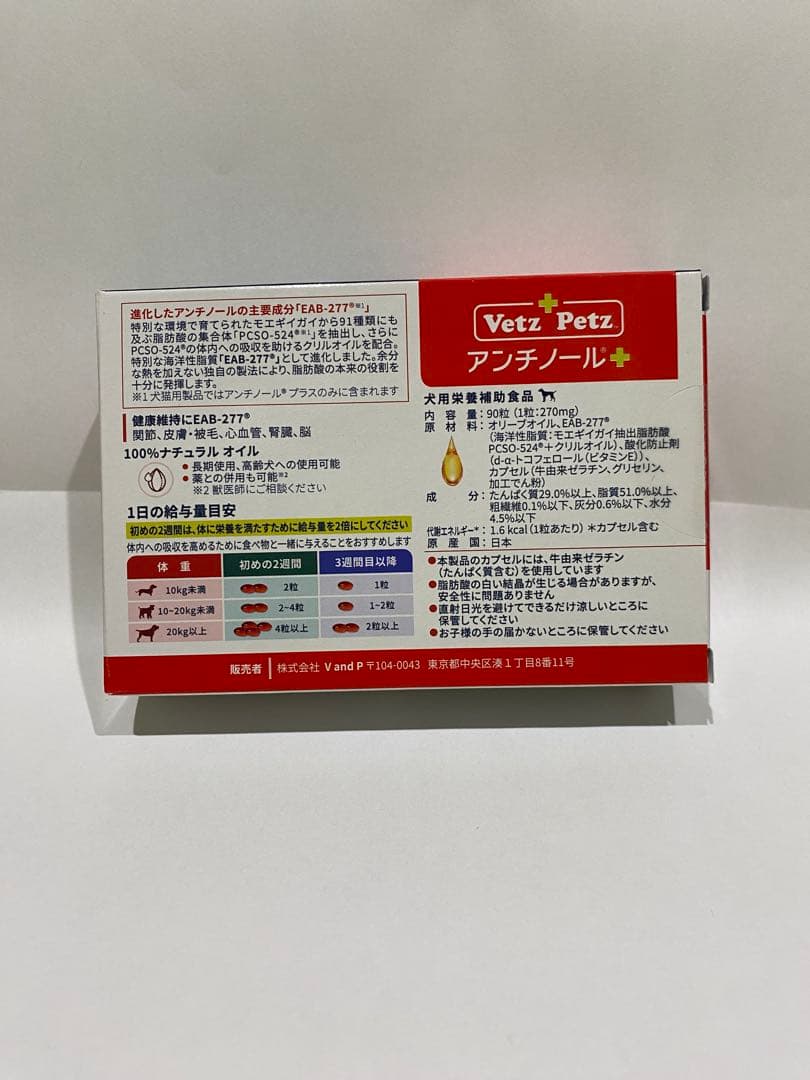 進化したアンチノールの主要成分「EAB-277®※1」
特別な環境で育てられたモエギイガイから91種類にも
及ぶ脂肪酸の集合体「PCSO-524®※1」を抽出し、さらに
PCSO-524®の体内への吸収を助けるクリルオイルを配合。
特別な海洋性脂質「EAB-277®」として進化しました。余分
な熱を加えない独自の製法により、脂肪酸の本来の役割を
十分に発揮します。
※1 犬猫用製品ではアンチノール® プラスのみに含まれます
健康維持にEAB-277®
関節、皮膚・被毛、心血管、腎臓、脳
100%ナチュラル オイル
● 長期使用、高齢犬への使用可能
● 薬との併用も可能※2
※2 獣医師にご相談ください
1日の給与量目安
初めの2週間は、体に栄養を満たすために給与量を2倍にしてください
体内への吸収を高めるために食べ物と一緒に与えることをおすすめします
体 重 初めの2週間 3週間目以降
10kg未満 2粒 1粒
10~20kg未満 2~4粒 1~2粒
20kg以上 4粒以上 2粒以上
Vetz Petz™
アンチノール®+
犬用栄養補助食品
内 容 量：90粒（1粒：270mg）
原 材 料：オリーブオイル、EAB-277®
（海洋性脂質：モエギイガイ抽出脂肪酸
PCSO-524®＋クリルオイル）、酸化防止剤
（d-α-トコフェロール（ビタミンE））、
カプセル（牛由来ゼラチン、グリセリン、
加工でん粉）
成 分：たんぱく質29.0%以上、脂質51.0%以上、
粗繊維0.1%以下、灰分0.6%以下、水分
4.5%以下
代謝エネルギー*：1.6 kcal（1粒あたり）＊カプセル含む
原 産 国：日本
●本製品のカプセルには、牛由来ゼラチン
（たんぱく質含む）を使用しています
●脂肪酸の白い結晶が生じる場合がありますが、
安全性に問題ありません
●直射日光を避けてできるだけ涼しいところに
保管してください
●お子様の手の届かないところに保管してください
販売者 株式会社 V and P 〒104-0043 東京都中央区湊１丁目8番11号